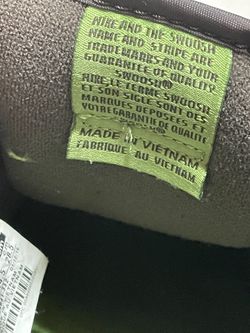 NIKE AND THE SWOOSH
NAME AND STRIPE ARE
TRADEMARKS AND YOUR
GUARANTEE OF QUALITY
SWOOSH®
NIKE LE TERME SWOOSH
ET SON SIGLE SONT DES
MARQUES DEPOSÉES ET
VOTRE GARANTIE DE QUALITE
MADE IN VIETNAM
FABRIQUE AU VIETNAM